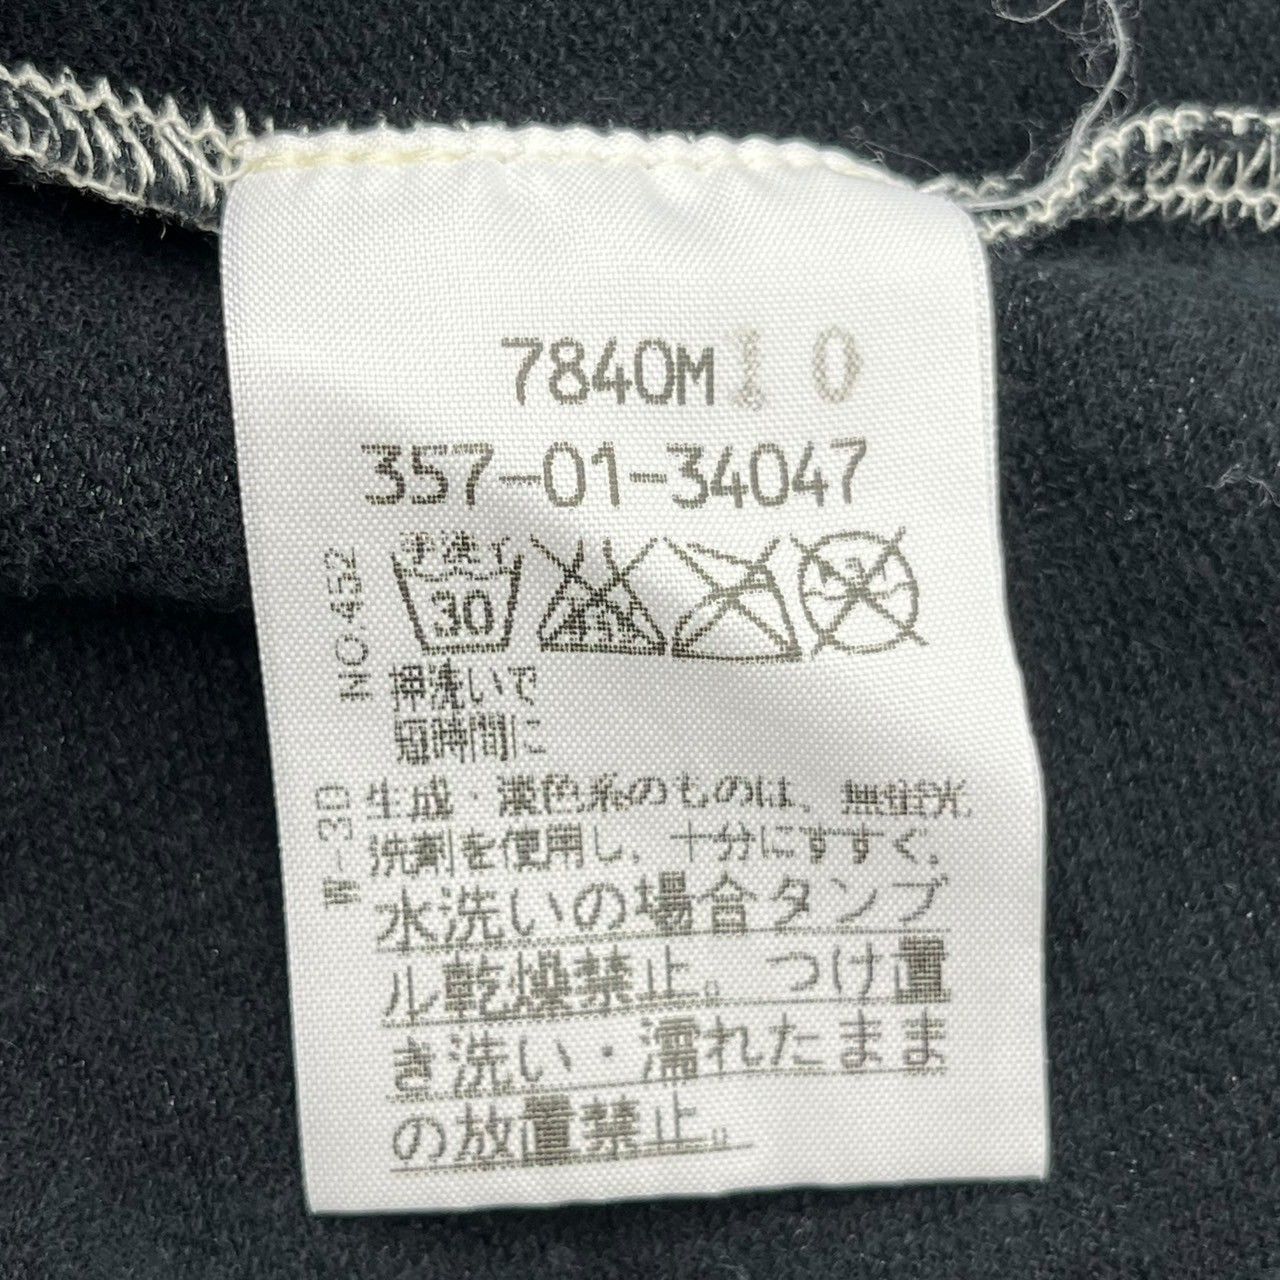 7840M 10
357-01-34047
手洗イ
30
押洗いで
短時間に
生成・淡色系のものは、無蛍光
洗剤を使用し、十分にすすぐ。
水洗いの場合タンブ
ル乾燥禁止。つけ置
き洗い・濡れたまま
の放置禁止。
NO.452
W-3D